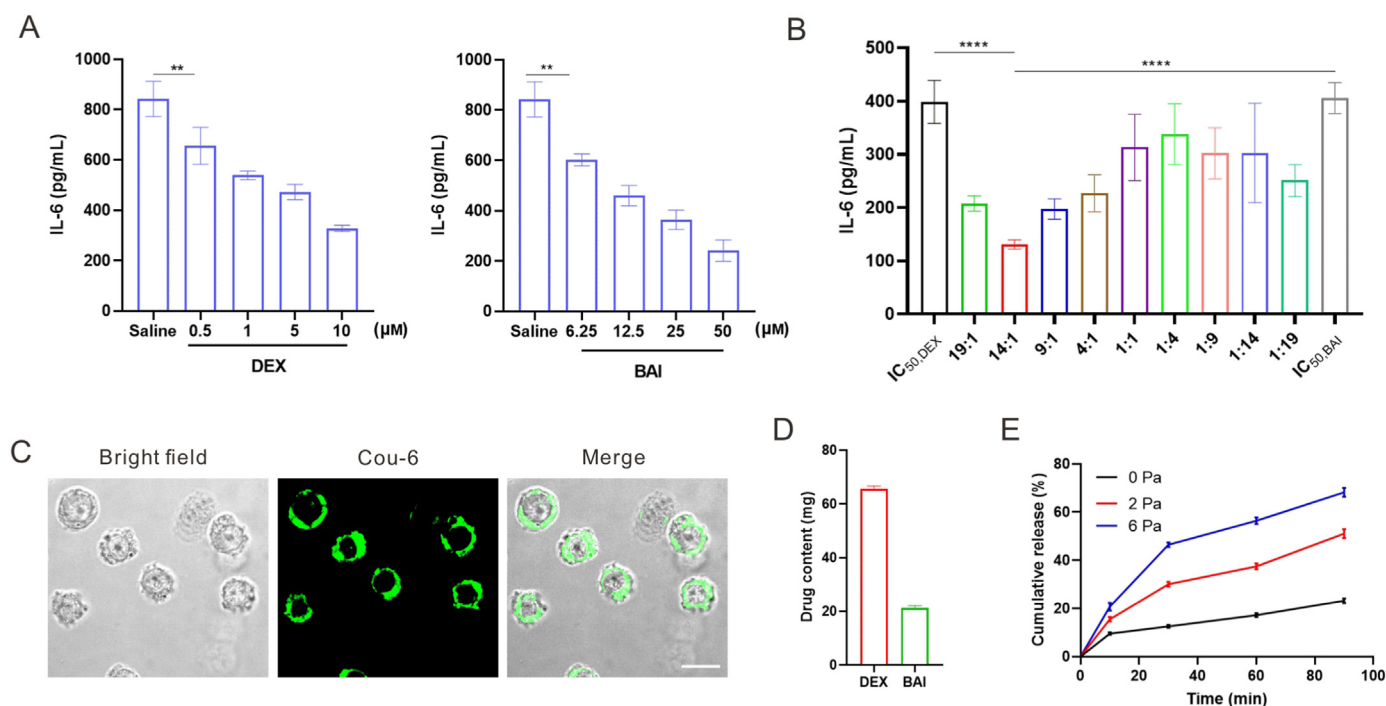 A
IL-6 (pg/mL)
1000
800
600
400
200
0
**
Saline 0.5 1 5 10 (μM)
DEX
IL-6 (pg/mL)
1000
800
600
400
200
0
**
Saline 6.25 12.5 25 50 (μM)
BAI
B
IL-6 (pg/mL)
500
400
300
200
100
0
****
****
IC50,DEX 19:1 14:1 9:1 4:1 1:1 1:4 1:9 1:14 1:19 IC50,BAI
C
Bright field Cou-6 Merge
D
Drug content (mg)
80
60
40
20
0
DEX BAI
E
Cumulative release (%)
80
60
40
20
0
0 Pa
2 Pa
6 Pa
0 20 40 60 80 100
Time (min)